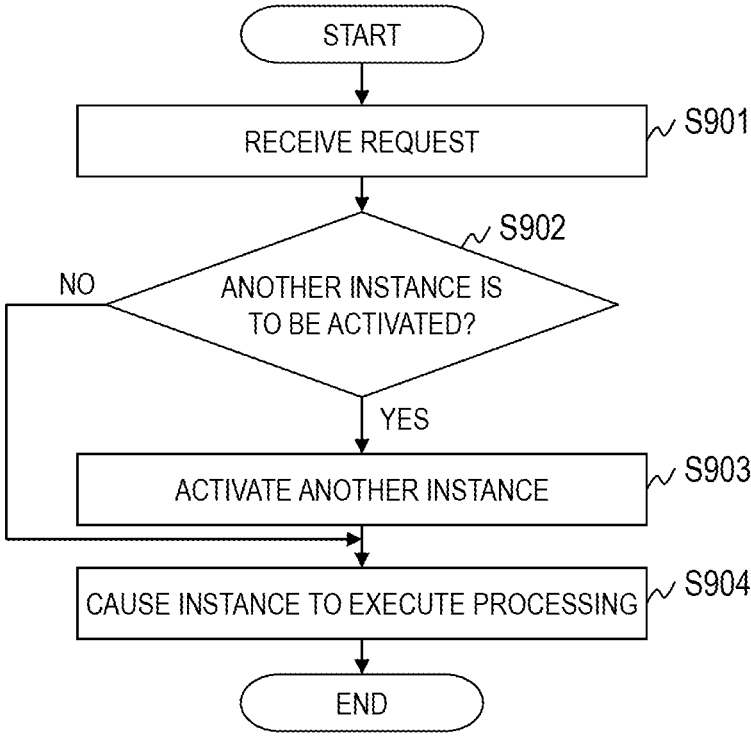 START
RECEIVE REQUEST
S901
S902
ANOTHER INSTANCE IS
TO BE ACTIVATED?
NO
YES
ACTIVATE ANOTHER INSTANCE
S903
CAUSE INSTANCE TO EXECUTE PROCESSING
S904
END